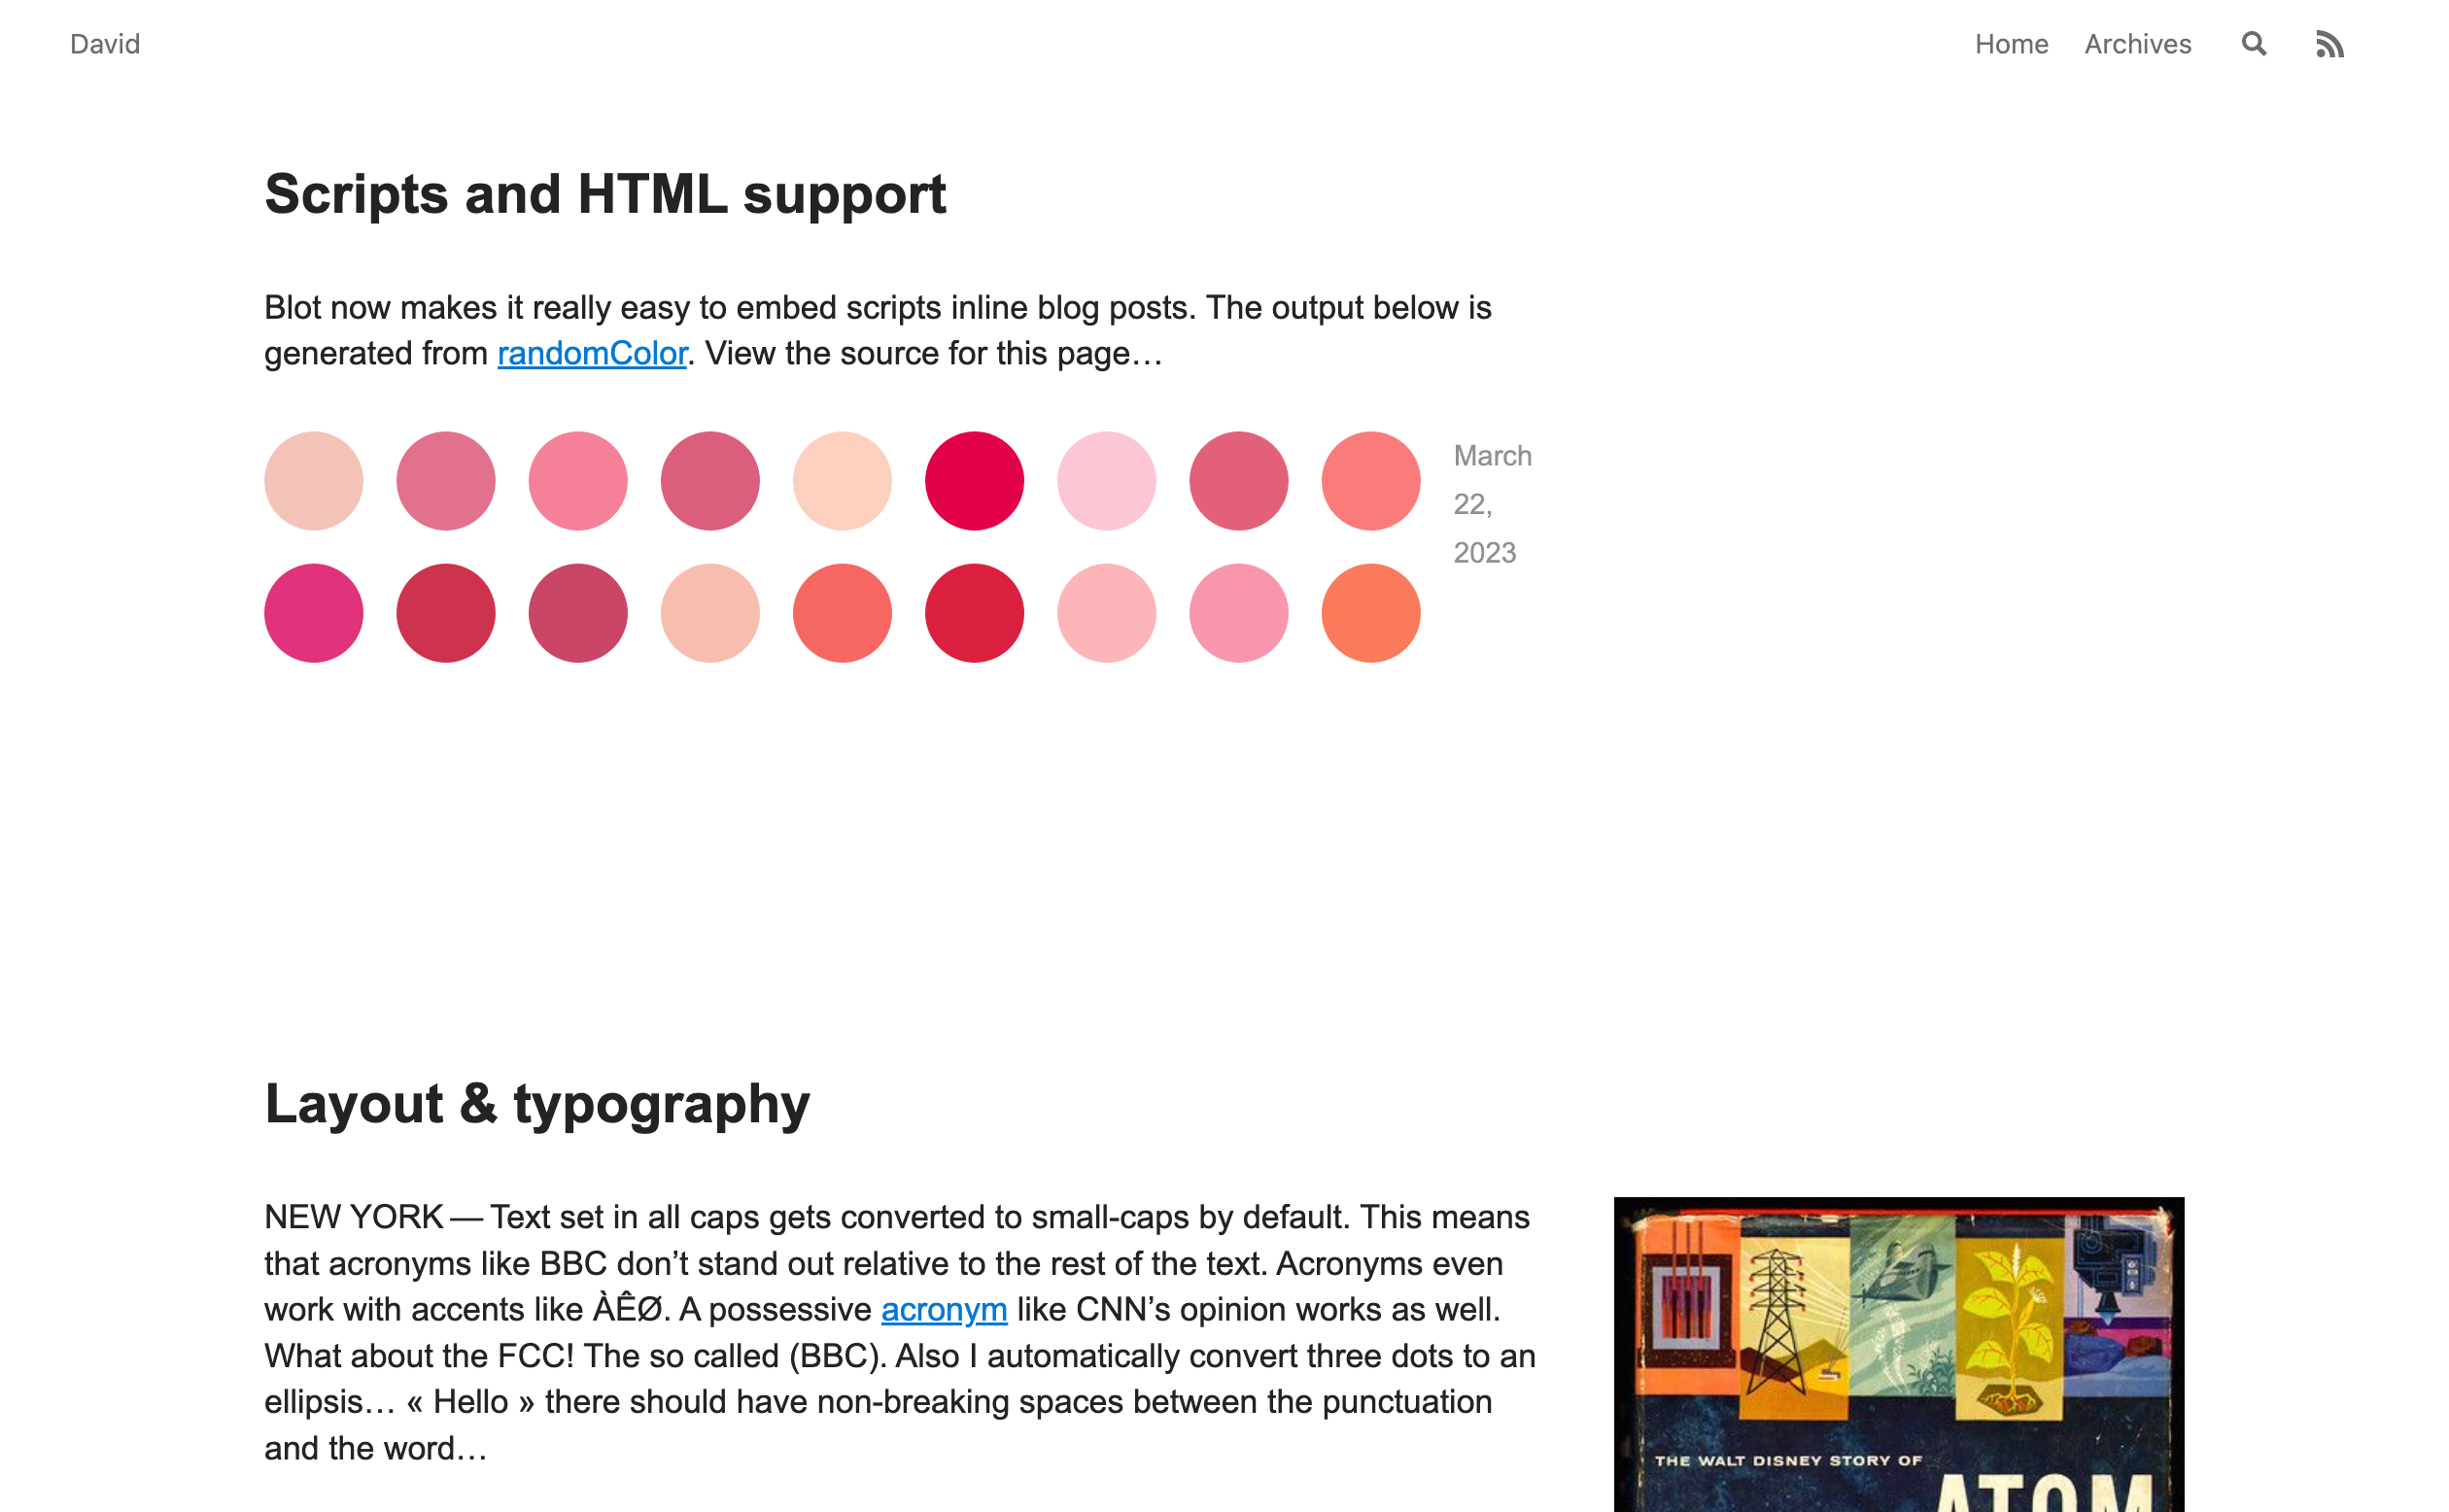 David
Home
Archives
Scripts and HTML support
Blot now makes it really easy to embed scripts inline blog posts. The output below is
generated from randomColor. View the source for this page…
March
22,
2023
Layout & typography
NEW YORK — Text set in all caps gets converted to small-caps by default. This means
that acronyms like BBC don’t stand out relative to the rest of the text. Acronyms even
work with accents like ÀÊØ. A possessive acronym like CNN’s opinion works as well.
What about the FCC! The so called (BBC). Also I automatically convert three dots to an
ellipsis… « Hello » there should have non-breaking spaces between the punctuation
and the word…
THE WALT DISNEY STORY OF
ATOM